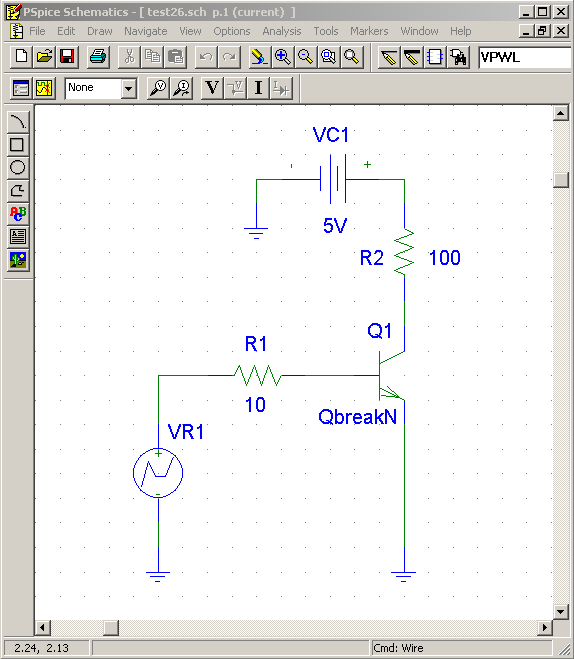 PSpice Schematics - [ test26.sch p.1 (current) ]
File Edit Draw Navigate View Options Analysis Tools Markers Window Help
VPWL
None
V I V V I I
ABC
VC1
- +
5V
R2 100
Q1
R1
10
QbreakN
VR1
+
-
2.24, 2.13 Cmd: Wire